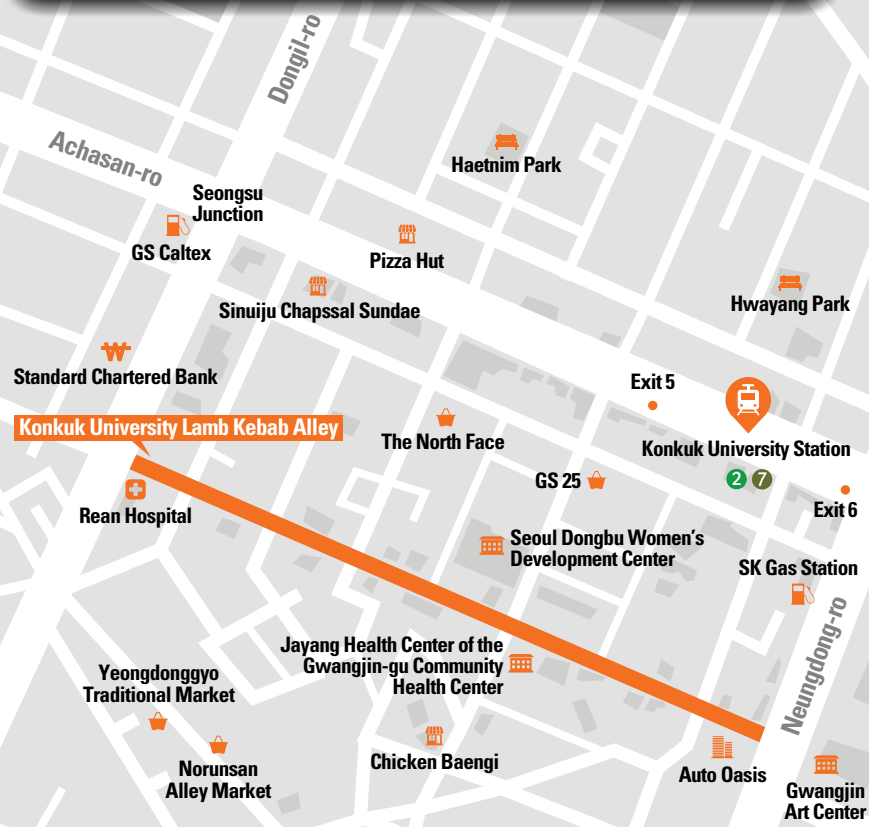 Dongil-ro
Achasan-ro
Haetnim Park
Seongsu
Junction
GS Caltex
Pizza Hut
Sinuiju Chapssal Sundae
Hwayang Park
Standard Chartered Bank
Exit 5
Konkuk University Lamb Kebab Alley
The North Face
Konkuk University Station
GS 25
2 7
Exit 6
Rean Hospital
Seoul Dongbu Women's
Development Center
SK Gas Station
Neungdong-ro
Jayang Health Center of the
Gwangjin-gu Community
Health Center
Yeongdonggyo
Traditional Market
Norunsan
Alley Market
Chicken Baengi
Auto Oasis
Gwangjin
Art Center